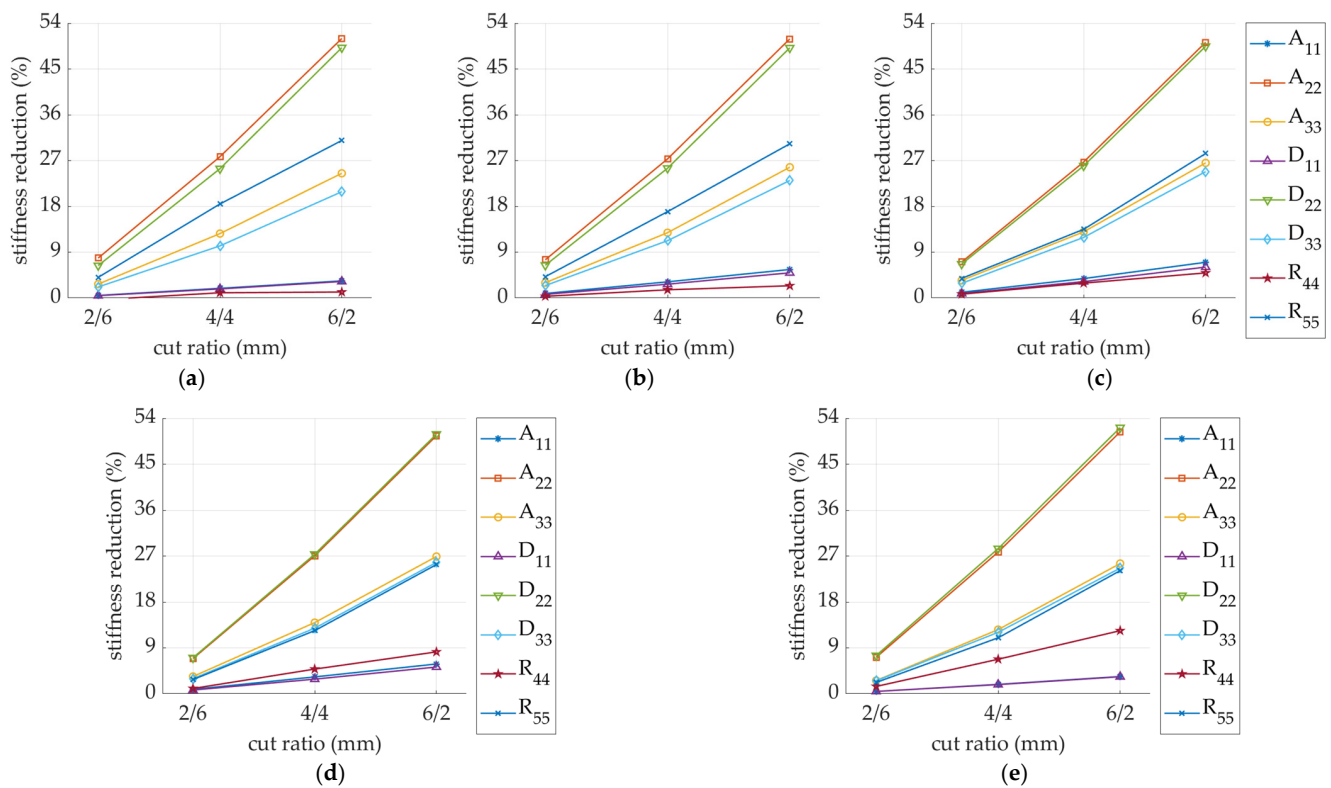 stiffness reduction (%)
54
45
36
27
18
9
0
2/6 4/4 6/2
cut ratio (mm)
(a)
stiffness reduction (%)
54
45
36
27
18
9
0
2/6 4/4 6/2
cut ratio (mm)
(b)
stiffness reduction (%)
54
45
36
27
18
9
0
2/6 4/4 6/2
cut ratio (mm)
(c)
A11
A22
A33
D11
D22
D33
R44
R55
stiffness reduction (%)
54
45
36
27
18
9
0
2/6 4/4 6/2
cut ratio (mm)
(d)
A11
A22
A33
D11
D22
D33
R44
R55
stiffness reduction (%)
54
45
36
27
18
9
0
2/6 4/4 6/2
cut ratio (mm)
(e)
A11
A22
A33
D11
D22
D33
R44
R55